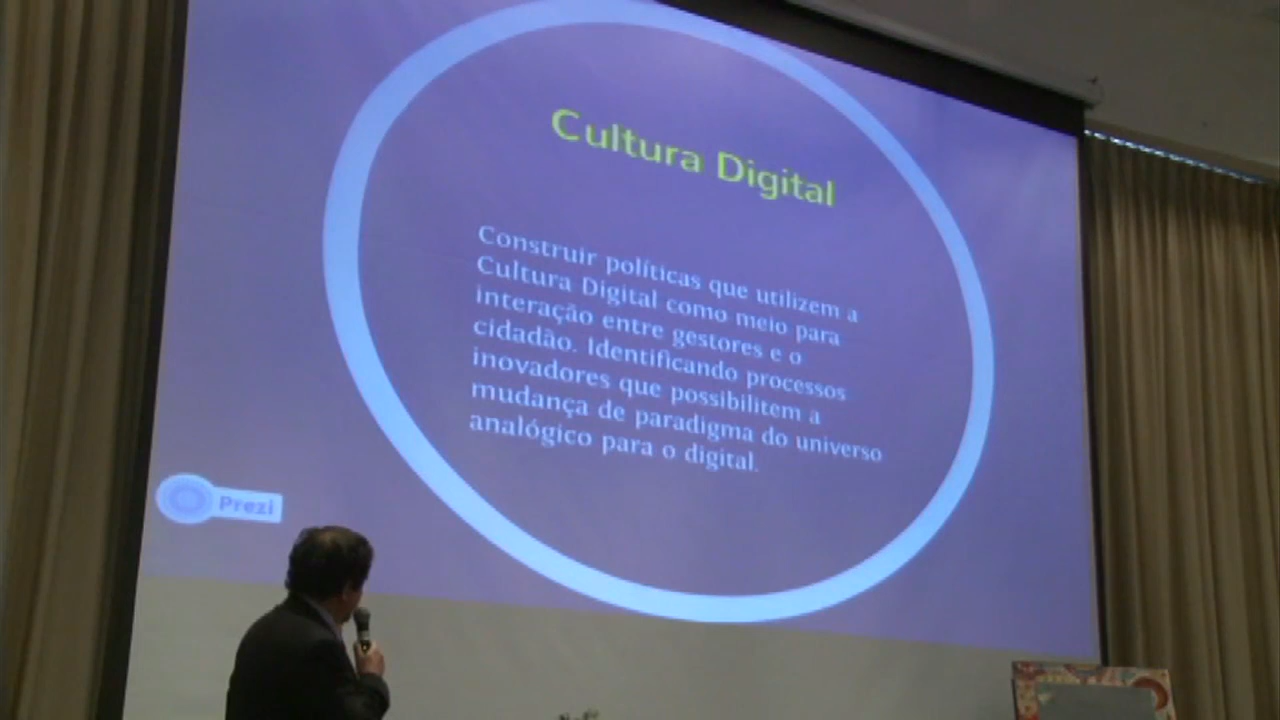 Cultura Digital
Construir políticas que utilizem a
Cultura Digital como meio para
interação entre gestores e o
cidadão. Identificando processos
inovadores que possibilitem a
mudança de paradigma do universo
analógico para o digital.
Prezi